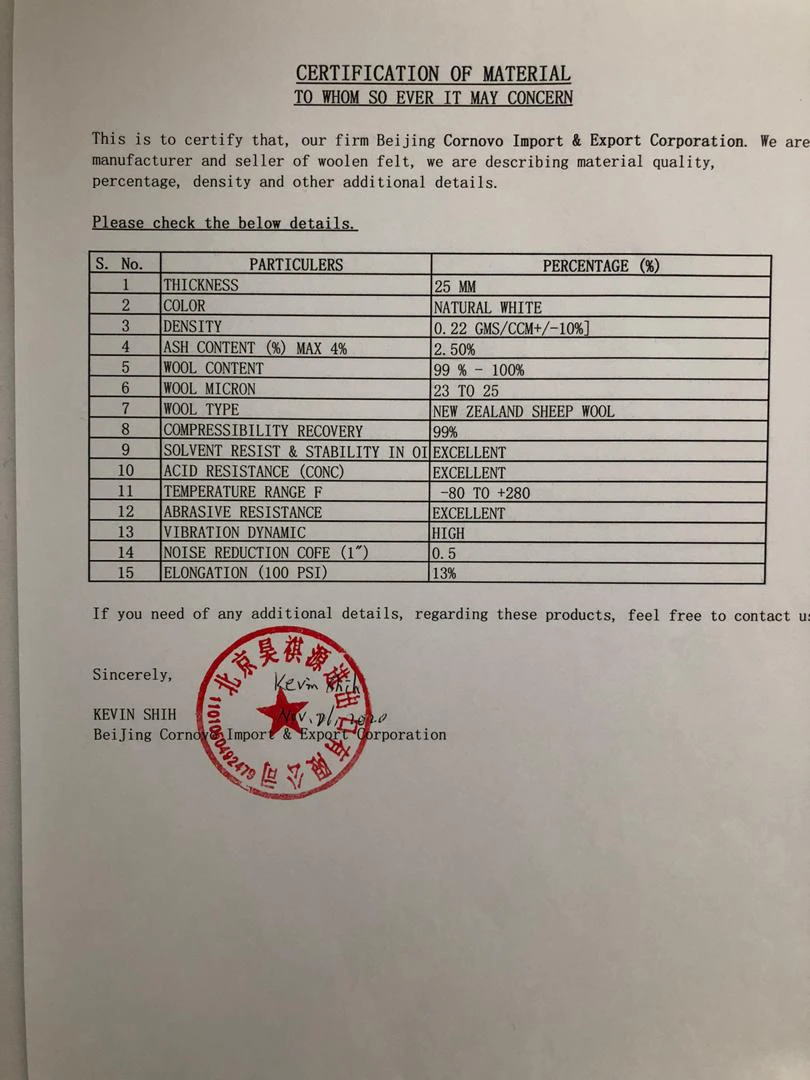 CERTIFICATION OF MATERIAL
TO WHOM SO EVER IT MAY CONCERN
This is to certify that, our firm Beijing Cornovo Import & Export Corporation. We are
manufacturer and seller of woolen felt, we are describing material quality,
percentage, density and other additional details.
Please check the below details.
S. No. PARTICULERS PERCENTAGE (%)
1 THICKNESS 25 MM
2 COLOR NATURAL WHITE
3 DENSITY 0.22 GMS/CCM+/-10%]
4 ASH CONTENT (%) MAX 4% 2.50%
5 WOOL CONTENT 99 % - 100%
6 WOOL MICRON 23 TO 25
7 WOOL TYPE NEW ZEALAND SHEEP WOOL
8 COMPRESSIBILITY RECOVERY 99%
9 SOLVENT RESIST & STABILITY IN OI EXCELLENT
10 ACID RESISTANCE (CONC) EXCELLENT
11 TEMPERATURE RANGE F -80 TO +280
12 ABRASIVE RESISTANCE EXCELLENT
13 VIBRATION DYNAMIC HIGH
14 NOISE REDUCTION COFE (1") 0.5
15 ELONGATION (100 PSI) 13%
If you need of any additional details, regarding these products, feel free to contact us
Sincerely,
北京昊祺源进出口有限公司
Kevin Shih
KEVIN SHIH
BeiJing Cornovo Import & Export Corporation